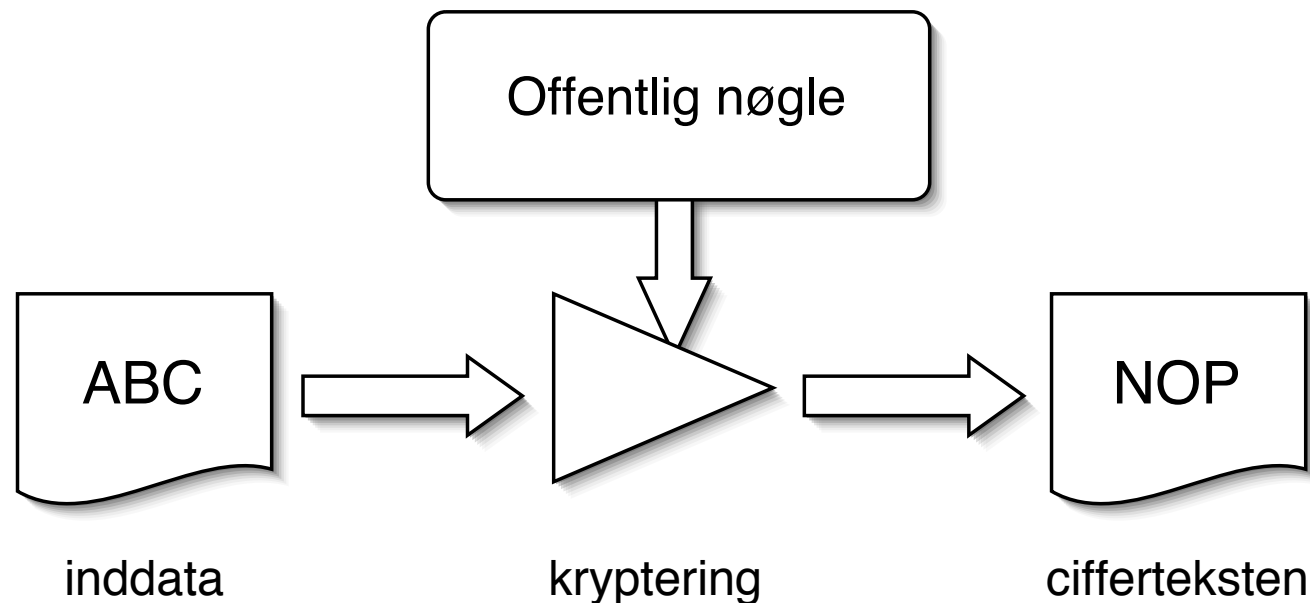 Offentlig nøgle
ABC
NOP
inddata
kryptering
cifferteksten